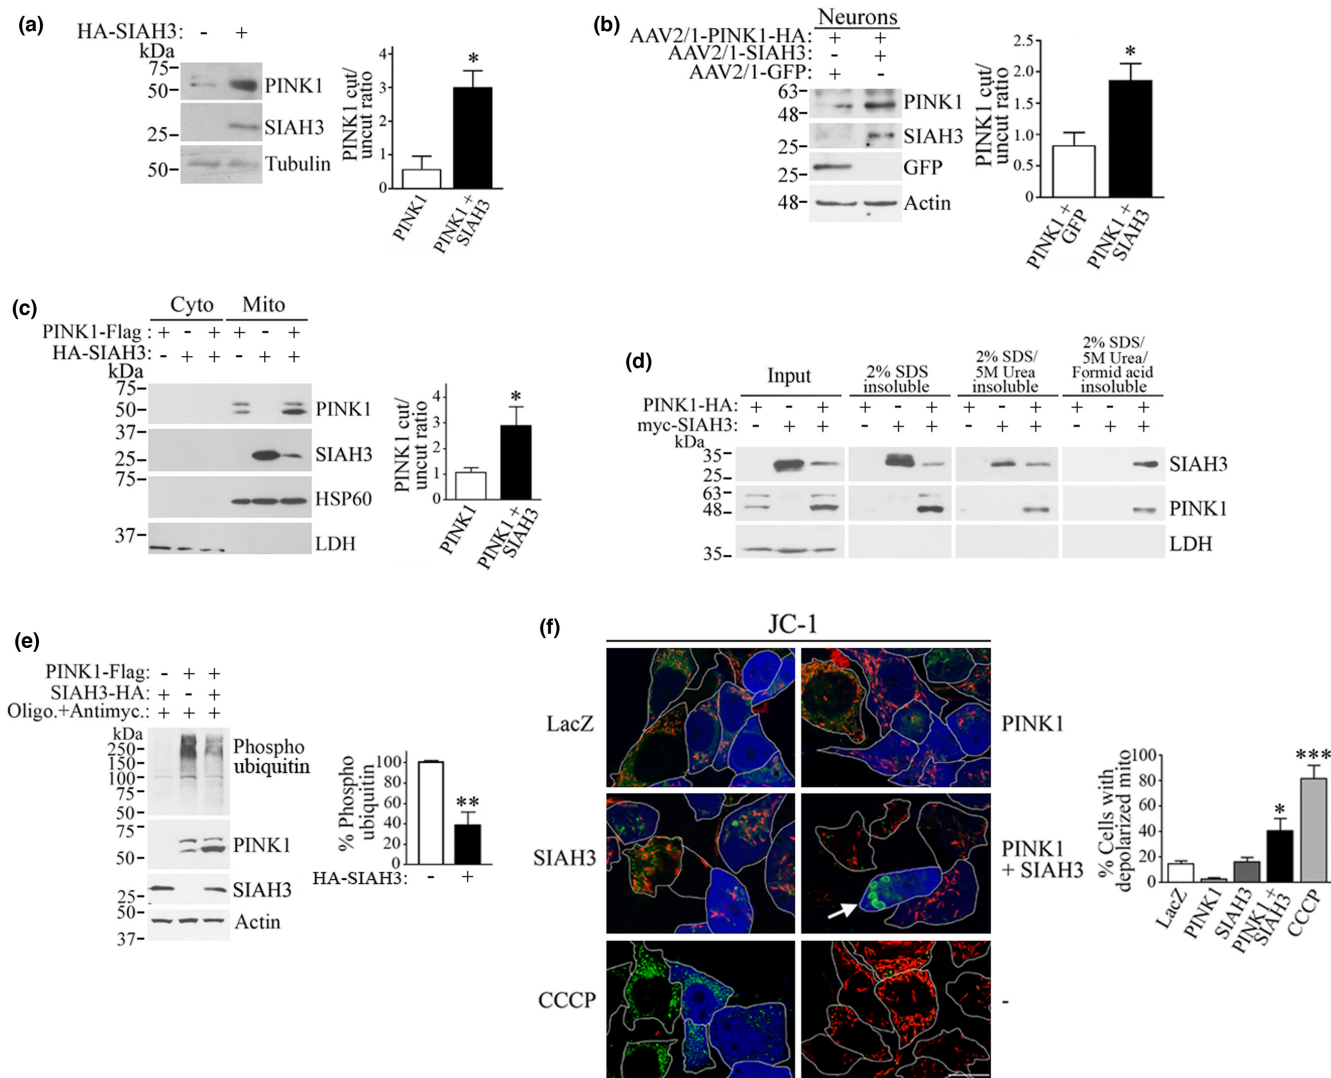 (a)
HA-SIAH3: - +
kDa
75
50
PINK1
25
SIAH3
50
Tubulin
PINK1 cut/
uncut ratio
4
3
2
1
0
*
PINK1
PINK1+
SIAH3
(b)
Neurons
AAV2/1-PINK1-HA: + +
AAV2/1-SIAH3: - +
AAV2/1-GFP: + -
63
48
PINK1
25
SIAH3
25
GFP
48
Actin
PINK1 cut/
uncut ratio
2.5
2.0
1.5
1.0
0.5
0
*
PINK1 +
GFP
PINK1 +
SIAH3
(c)
Cyto Mito
PINK1-Flag : + - + + - +
HA-SIAH3: - + + - + +
kDa
75
50
PINK1
37
25
SIAH3
75
50
HSP60
37
LDH
PINK1 cut/
uncut ratio
4
3
2
1
0
*
PINK1
PINK1 +
SIAH3
(d)
Input
2% SDS
insoluble
2% SDS/
5M Urea
insoluble
2% SDS/
5M Urea/
Formid acid
insoluble
PINK1-HA: + - + + - + + - + + - +
myc-SIAH3: - + + - + + - + + - + +
kDa
35
25
SIAH3
63
48
PINK1
35
LDH
(e)
PINK1-Flag: - + +
SIAH3-HA: + - +
Oligo.+Antimyc.: + + +
kDa
250
150
100
75
50
Phospho
ubiquitin
75
50
PINK1
25
SIAH3
50
37
Actin
% Phospho
ubiquitin
100
80
60
40
20
0
**
HA-SIAH3: - +
(f)
JC-1
LacZ
PINK1
SIAH3
PINK1
+ SIAH3
CCCP
-
% Cells with
depolarized mito
100
80
60
40
20
0
*
***
LacZ
PINK1
SIAH3
PINK1 +
SIAH3
CCCP